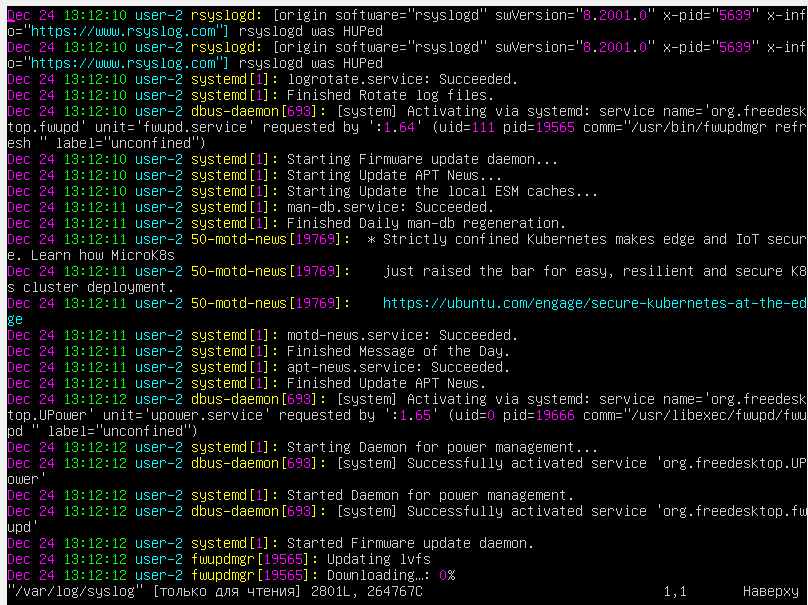 Dec 24 13:12:10 user-2 rsyslogd: [origin software="rsyslogd" swVersion="8.2001.0" x-pid="5639" x-inf
o="https://www.rsyslog.com"] rsyslogd was HUPed
Dec 24 13:12:10 user-2 rsyslogd: [origin software="rsyslogd" swVersion="8.2001.0" x-pid="5639" x-inf
o="https://www.rsyslog.com"] rsyslogd was HUPed
Dec 24 13:12:10 user-2 systemd[1]: logrotate.service: Succeeded.
Dec 24 13:12:10 user-2 systemd[1]: Finished Rotate log files.
Dec 24 13:12:10 user-2 dbus-daemon[693]: [system] Activating via systemd: service name='org.freedesk
top.fwupd' unit='fwupd.service' requested by ':1.64' (uid=111 pid=19565 comm="/usr/bin/fwupdmgr refr
esh " label="unconfined")
Dec 24 13:12:10 user-2 systemd[1]: Starting Firmware update daemon...
Dec 24 13:12:10 user-2 systemd[1]: Starting Update APT News...
Dec 24 13:12:10 user-2 systemd[1]: Starting Update the local ESM caches...
Dec 24 13:12:11 user-2 systemd[1]: man-db.service: Succeeded.
Dec 24 13:12:11 user-2 systemd[1]: Finished Daily man-db regeneration.
Dec 24 13:12:11 user-2 50-motd-news[19769]:  * Strictly confined Kubernetes makes edge and IoT secur
e. Learn how MicroK8s
Dec 24 13:12:11 user-2 50-motd-news[19769]:    just raised the bar for easy, resilient and secure K8
s cluster deployment.
Dec 24 13:12:11 user-2 50-motd-news[19769]:    https://ubuntu.com/engage/secure-kubernetes-at-the-ed
ge
Dec 24 13:12:11 user-2 systemd[1]: motd-news.service: Succeeded.
Dec 24 13:12:11 user-2 systemd[1]: Finished Message of the Day.
Dec 24 13:12:11 user-2 systemd[1]: apt-news.service: Succeeded.
Dec 24 13:12:11 user-2 systemd[1]: Finished Update APT News.
Dec 24 13:12:12 user-2 dbus-daemon[693]: [system] Activating via systemd: service name='org.freedesk
top.UPower' unit='upower.service' requested by ':1.65' (uid=0 pid=19666 comm="/usr/libexec/fwupd/fwu
pd " label="unconfined")
Dec 24 13:12:12 user-2 systemd[1]: Starting Daemon for power management...
Dec 24 13:12:12 user-2 dbus-daemon[693]: [system] Successfully activated service 'org.freedesktop.UP
ower'
Dec 24 13:12:12 user-2 systemd[1]: Started Daemon for power management.
Dec 24 13:12:12 user-2 dbus-daemon[693]: [system] Successfully activated service 'org.freedesktop.fw
upd'
Dec 24 13:12:12 user-2 systemd[1]: Started Firmware update daemon.
Dec 24 13:12:12 user-2 fwupdmgr[19565]: Updating lvfs
Dec 24 13:12:12 user-2 fwupdmgr[19565]: Downloading…: 0%
"/var/log/syslog" [только для чтения] 2801L, 264767C 1,1 Наверху